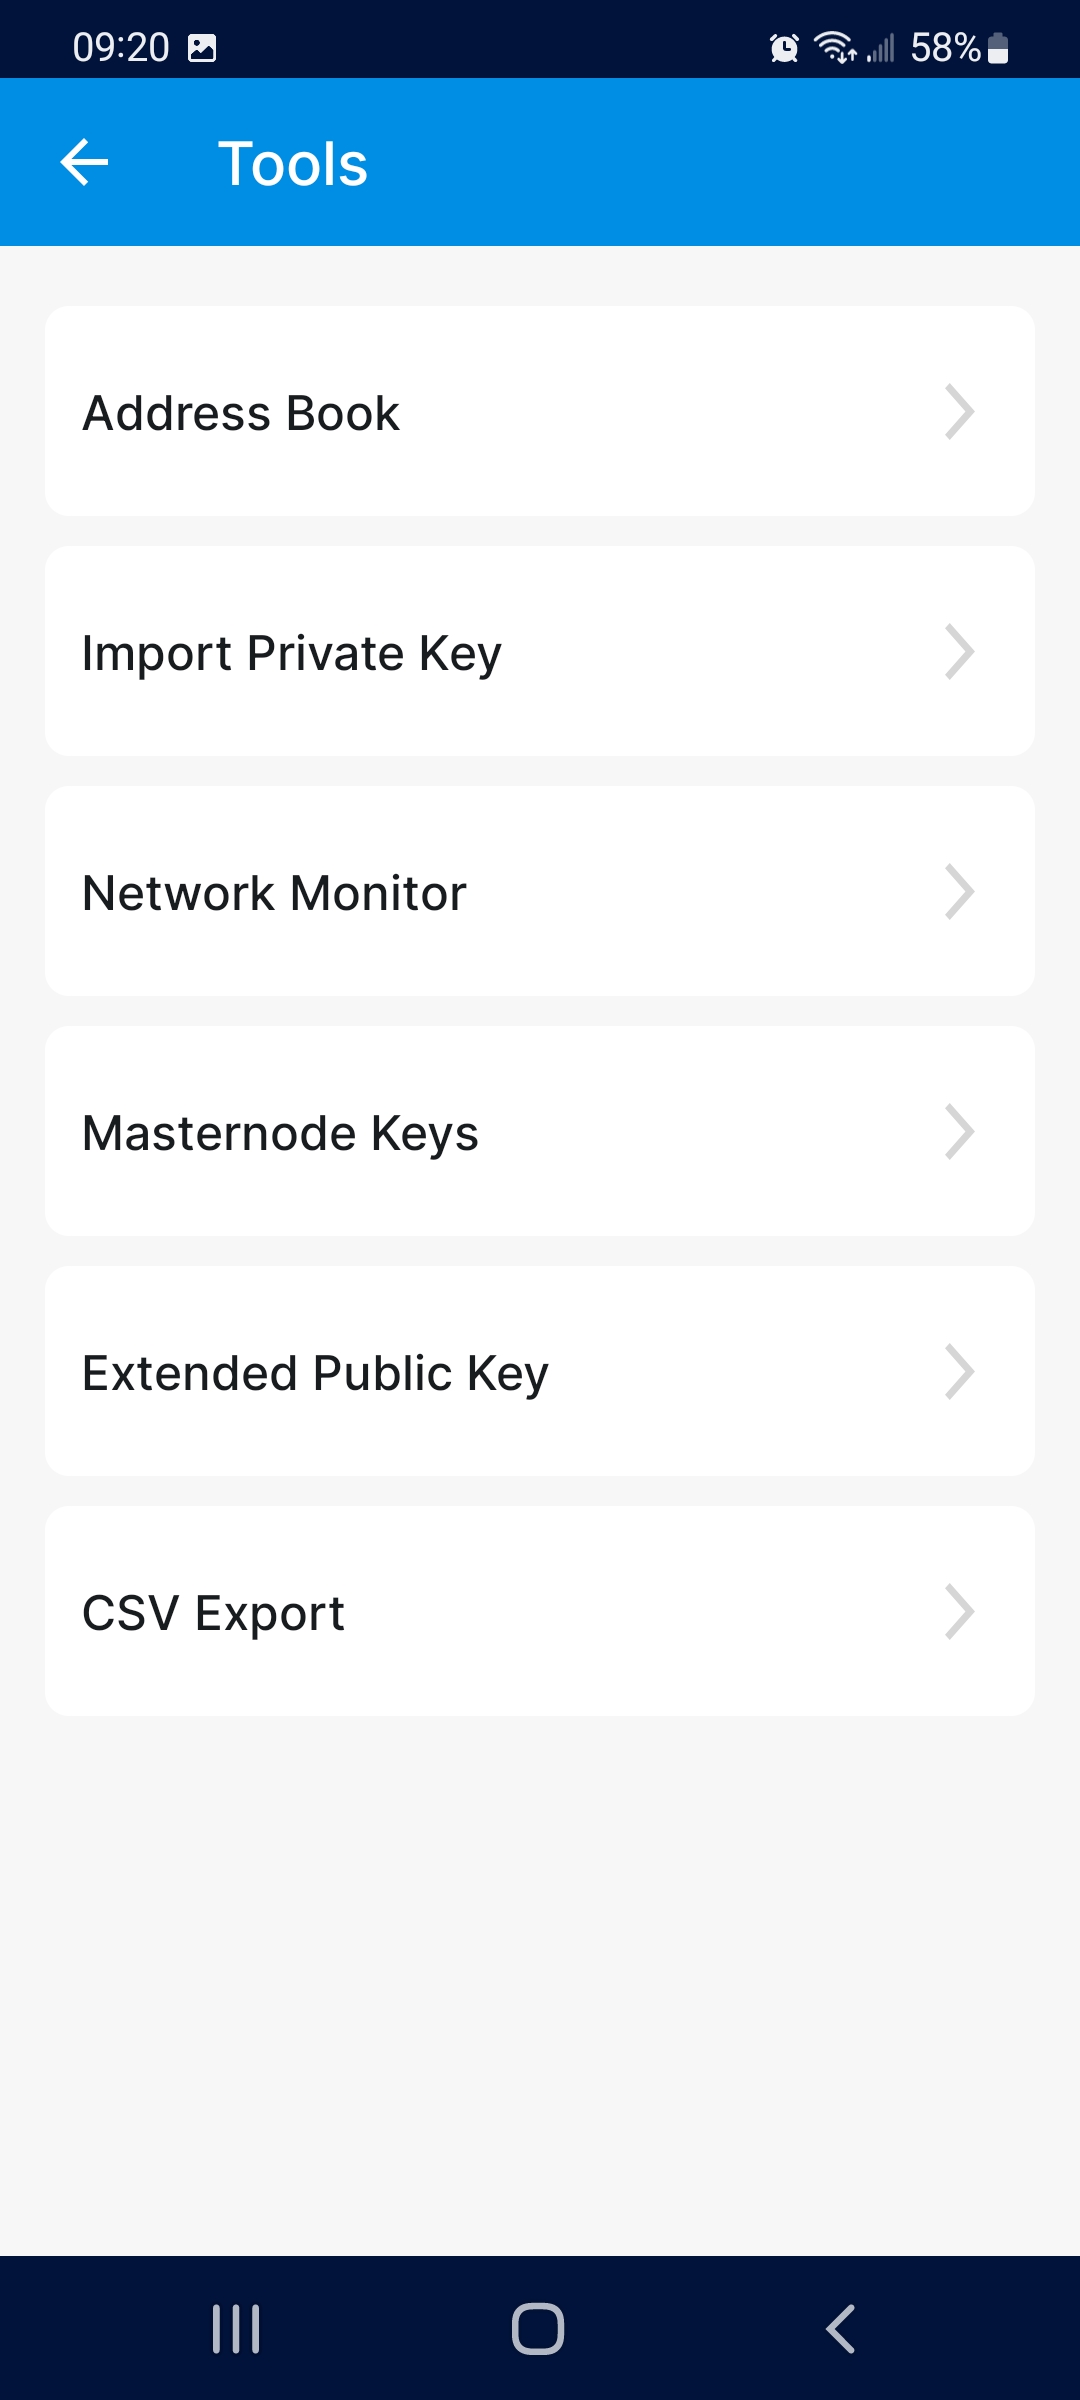 09:20
58%
Tools
Address Book
Import Private Key
Network Monitor
Masternode Keys
Extended Public Key
CSV Export